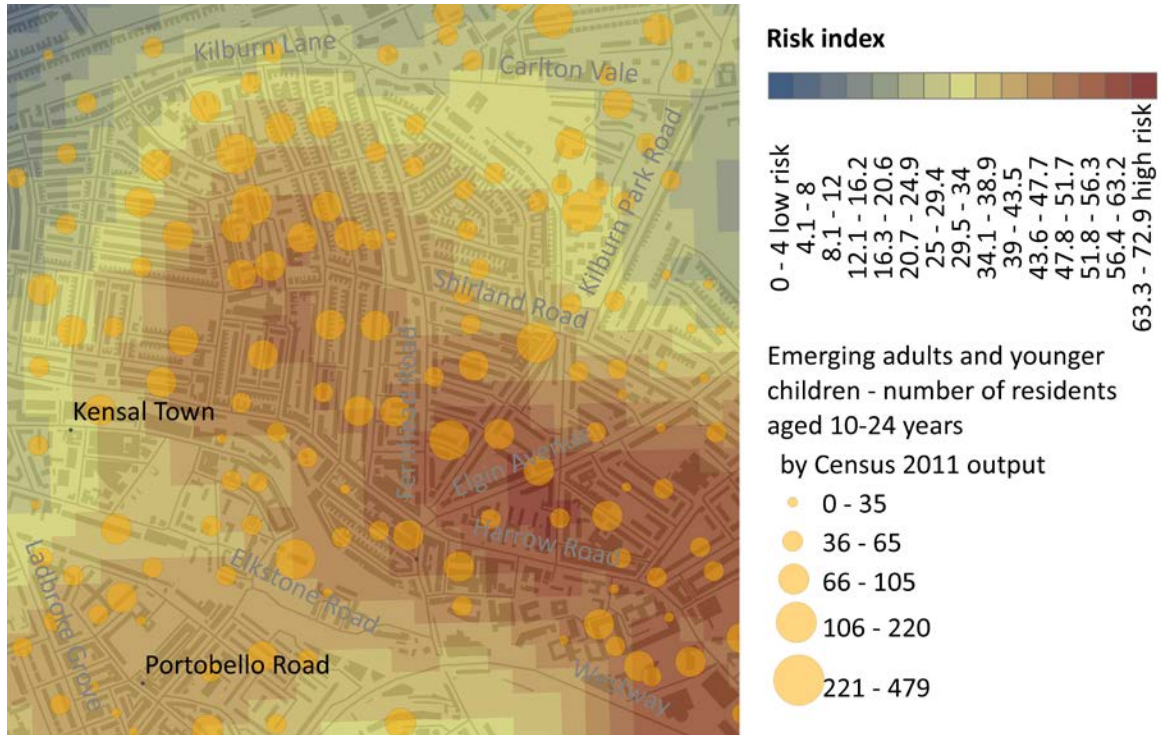 Kilburn Lane
Carlton Vale
Kilburn Park Road
Shirland Road
Fernhead Road
Kensal Town
Elgin Avenue
Harrow Road
Elkstone Road
Ladbroke Grove
Portobello Road
Westway
Risk index
0 - 4 low risk
4.1 - 8
8.1 - 12
12.1 - 16.2
16.3 - 20.6
20.7 - 24.9
25 - 29.4
29.5 - 34
34.1 - 38.9
39 - 43.5
43.6 - 47.7
47.8 - 51.7
51.8 - 56.3
56.4 - 63.2
63.3 - 72.9 high risk
Emerging adults and younger
children - number of residents
aged 10-24 years
by Census 2011 output
0 - 35
36 - 65
66 - 105
106 - 220
221 - 479